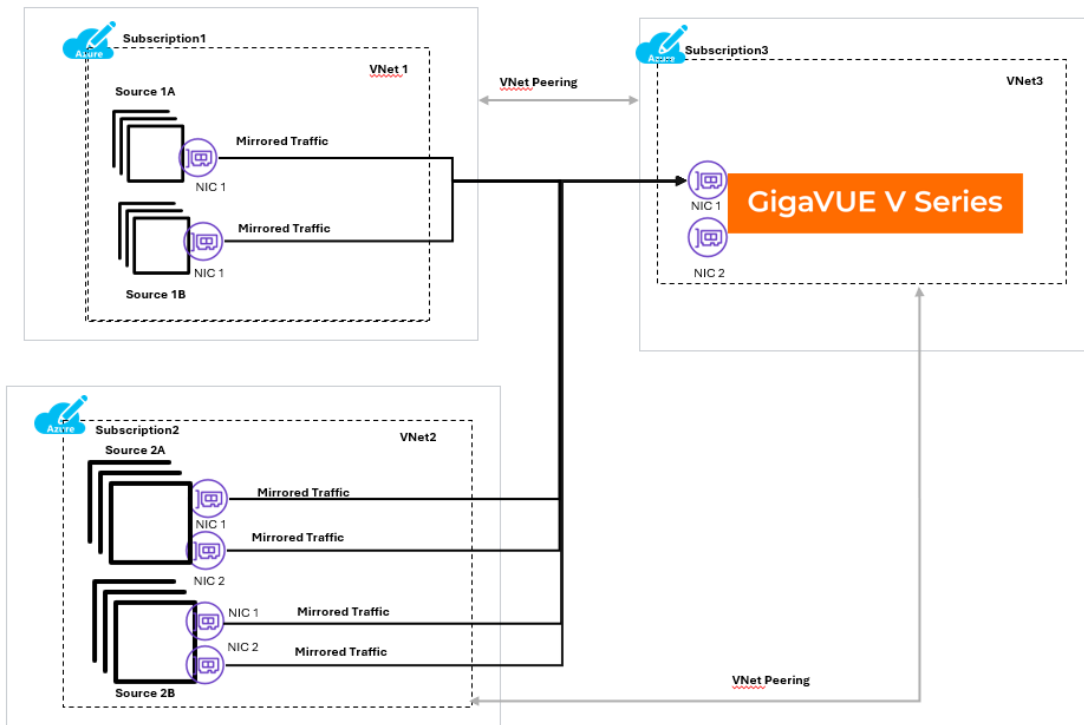 Subscription1
Azure
VNet 1
Source 1A
Mirrored Traffic
NIC 1
Mirrored Traffic
NIC 1
Source 1B
VNet Peering
Subscription3
Azure
VNet3
NIC 1
GigaVUE V Series
NIC 2
Azure
Subscription2
VNet2
Source 2A
Mirrored Traffic
NIC 1
Mirrored Traffic
NIC 2
NIC 1
Mirrored Traffic
NIC 2
Mirrored Traffic
Source 2B
VNet Peering